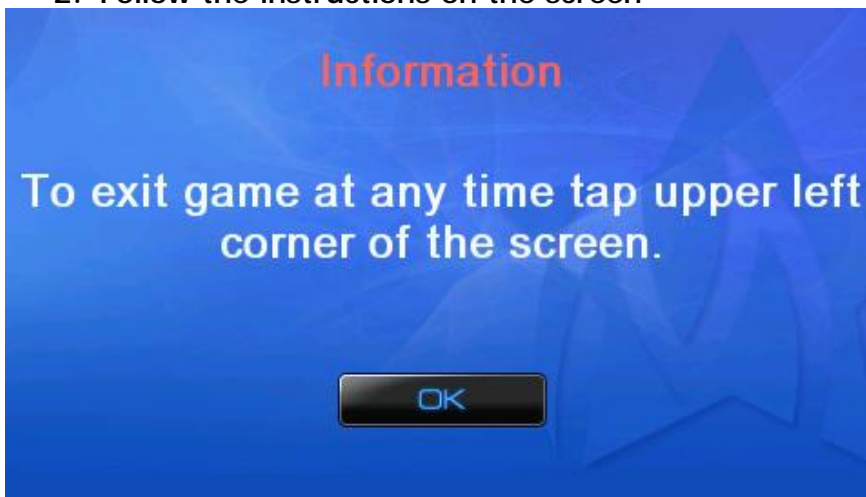 2. Follow the instructions on the screen
Information
To exit game at any time tap upper left
corner of the screen.
OK